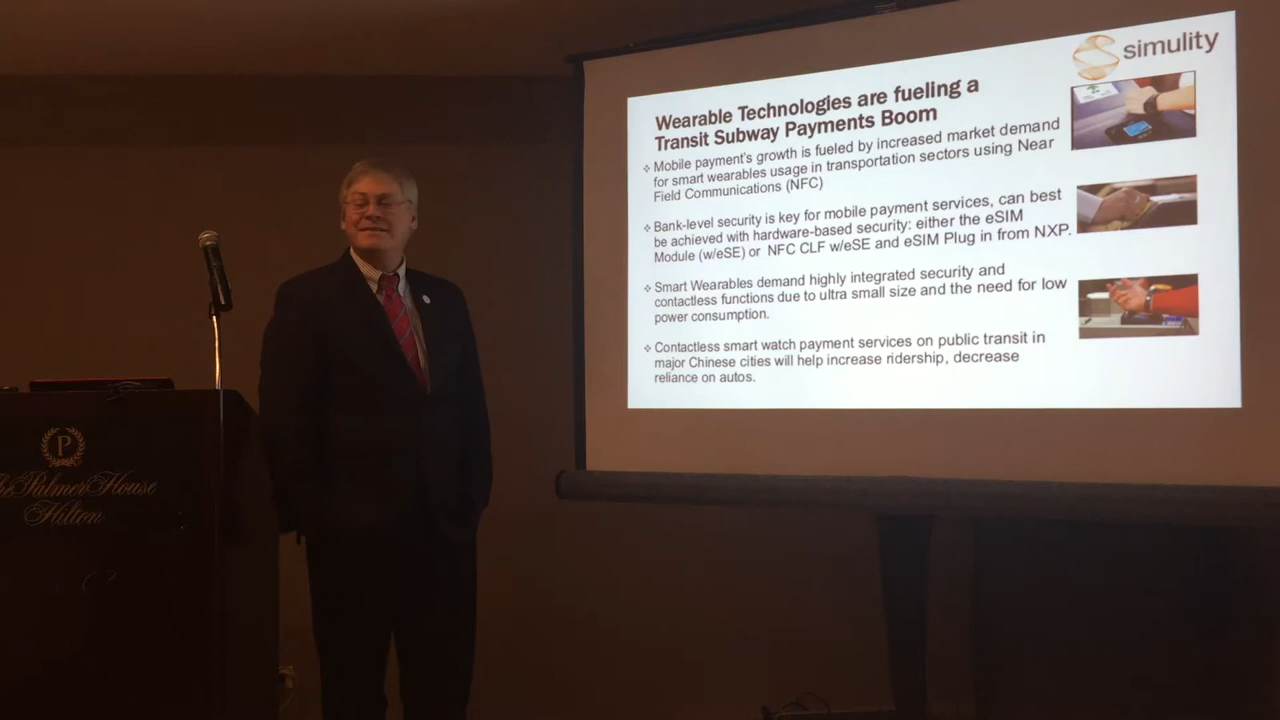 simulity
Wearable Technologies are fueling a
Transit Subway Payments Boom
❖ Mobile payment's growth is fueled by increased market demand
for smart wearables usage in transportation sectors using Near
Field Communications (NFC)
❖ Bank-level security is key for mobile payment services, can best
be achieved with hardware-based security: either the eSIM
Module (w/eSE) or NFC CLF w/eSE and eSIM Plug in from NXP.
❖ Smart Wearables demand highly integrated security and
contactless functions due to ultra small size and the need for low
power consumption.
❖ Contactless smart watch payment services on public transit in
major Chinese cities will help increase ridership, decrease
reliance on autos.
P
The Palmer House
Hilton